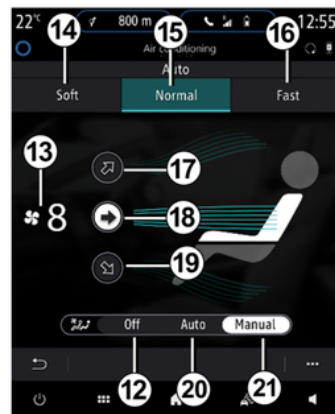 22°C 800 m 12:55
14 15 16
Air conditioning
Auto
Soft Normal Fast
13
17
8 18
19
Off Auto Manual
12 20 21